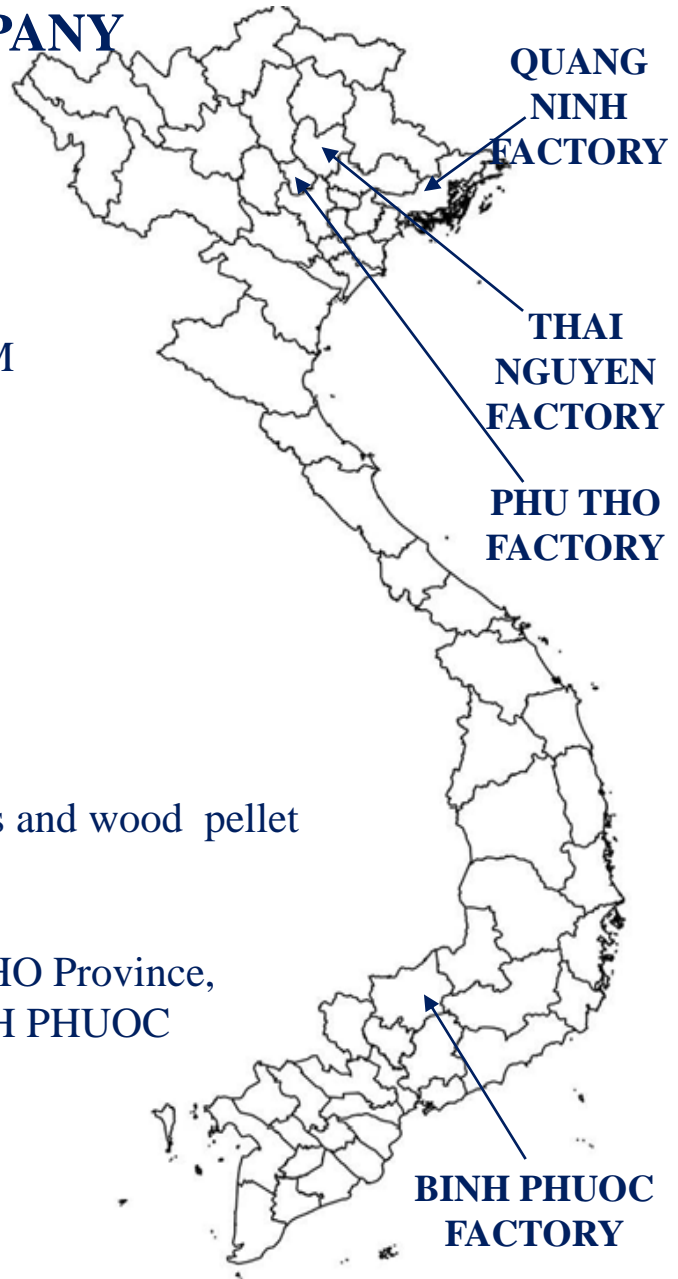 PANY
QUANG
NINH
FACTORY
THAI
NGUYEN
FACTORY
M
PHU THO
FACTORY
s and wood pellet
HO Province,
H PHUOC
BINH PHUOC
FACTORY